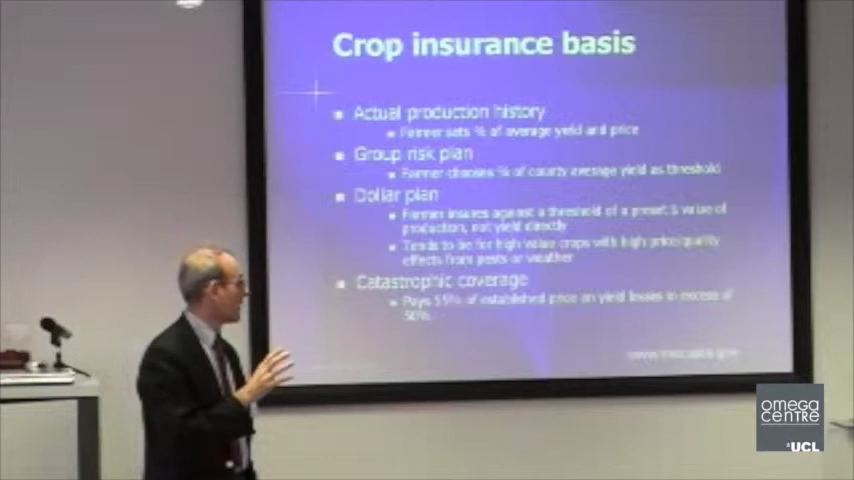 Crop insurance basis
Actual production history
Farmer sets % of average yield and price
Group risk plan
Farmer chooses % of county average yield as threshold
Dollar plan
Farmer insures against a threshold of a preset $ value of
production, not yield directly
Tends to be for high value crops with high price/quality
effects from pests or weather
Catastrophic coverage
Pays 55% of established price on yield losses in excess of
50%
omega
centre
UCL